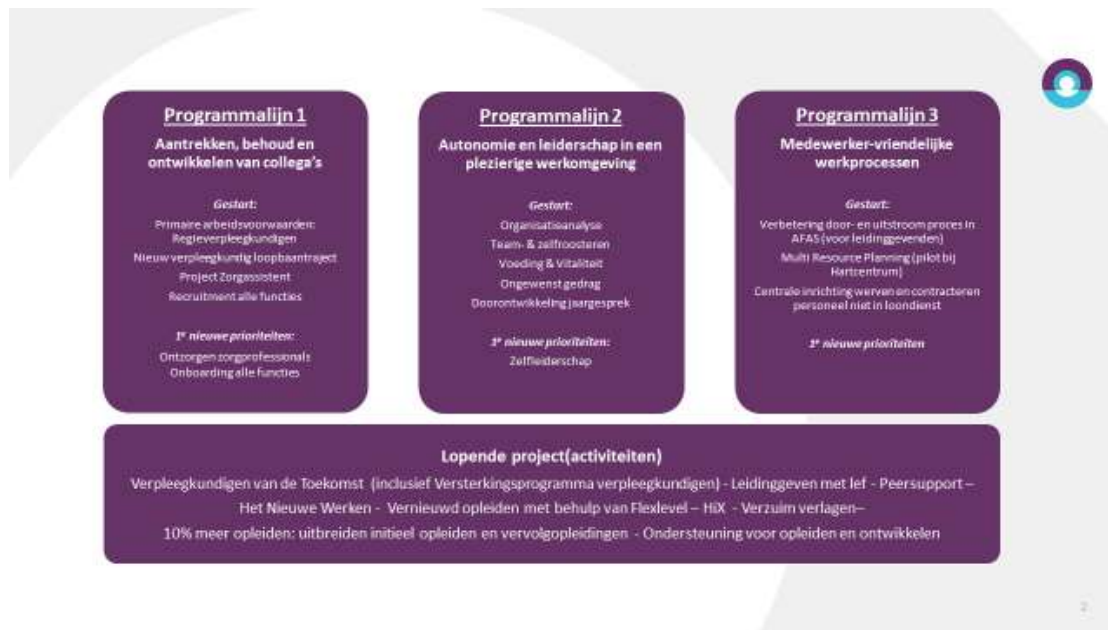 Programmalijn 1
Aantrekken, behoud en
ontwikkelen van collega's
Gestart:
Primaire arbeidsvoorwaarden:
Regieverpleegkundigen
Nieuw verpleegkundig loopbaantraject
Project Zorgassistent
Recruitment alle functies
1e nieuwe prioriteiten:
Ontzorgen zorgprofessionals
Onboarding alle functies
Programmalijn 2
Autonomie en leiderschap in een
plezierige werkomgeving
Gestart:
Organisatieanalyse
Team- & zelfroosteren
Voeding & Vitaliteit
Ongewenst gedrag
Doorontwikkeling jaargesprek
1e nieuwe prioriteiten:
Zelfleiderschap
Programmalijn 3
Medewerker-vriendelijke
werkprocessen
Gestart:
Verbetering door- en uitstroom proces in
AFAS (voor leidinggevenden)
Multi Resource Planning (pilot bij
Hartcentrum)
Centrale inrichting werven en contracteren
personeel niet in loondienst
1e nieuwe prioriteiten
Lopende project(activiteiten)
Verpleegkundigen van de Toekomst (inclusief Versterkingsprogramma verpleegkundigen) - Leidinggeven met lef - Peersupport –
Het Nieuwe Werken - Vernieuwd opleiden met behulp van Flexlevel – HiX - Verzuim verlagen–
10% meer opleiden: uitbreiden initieel opleiden en vervolgopleidingen - Ondersteuning voor opleiden en ontwikkelen
2